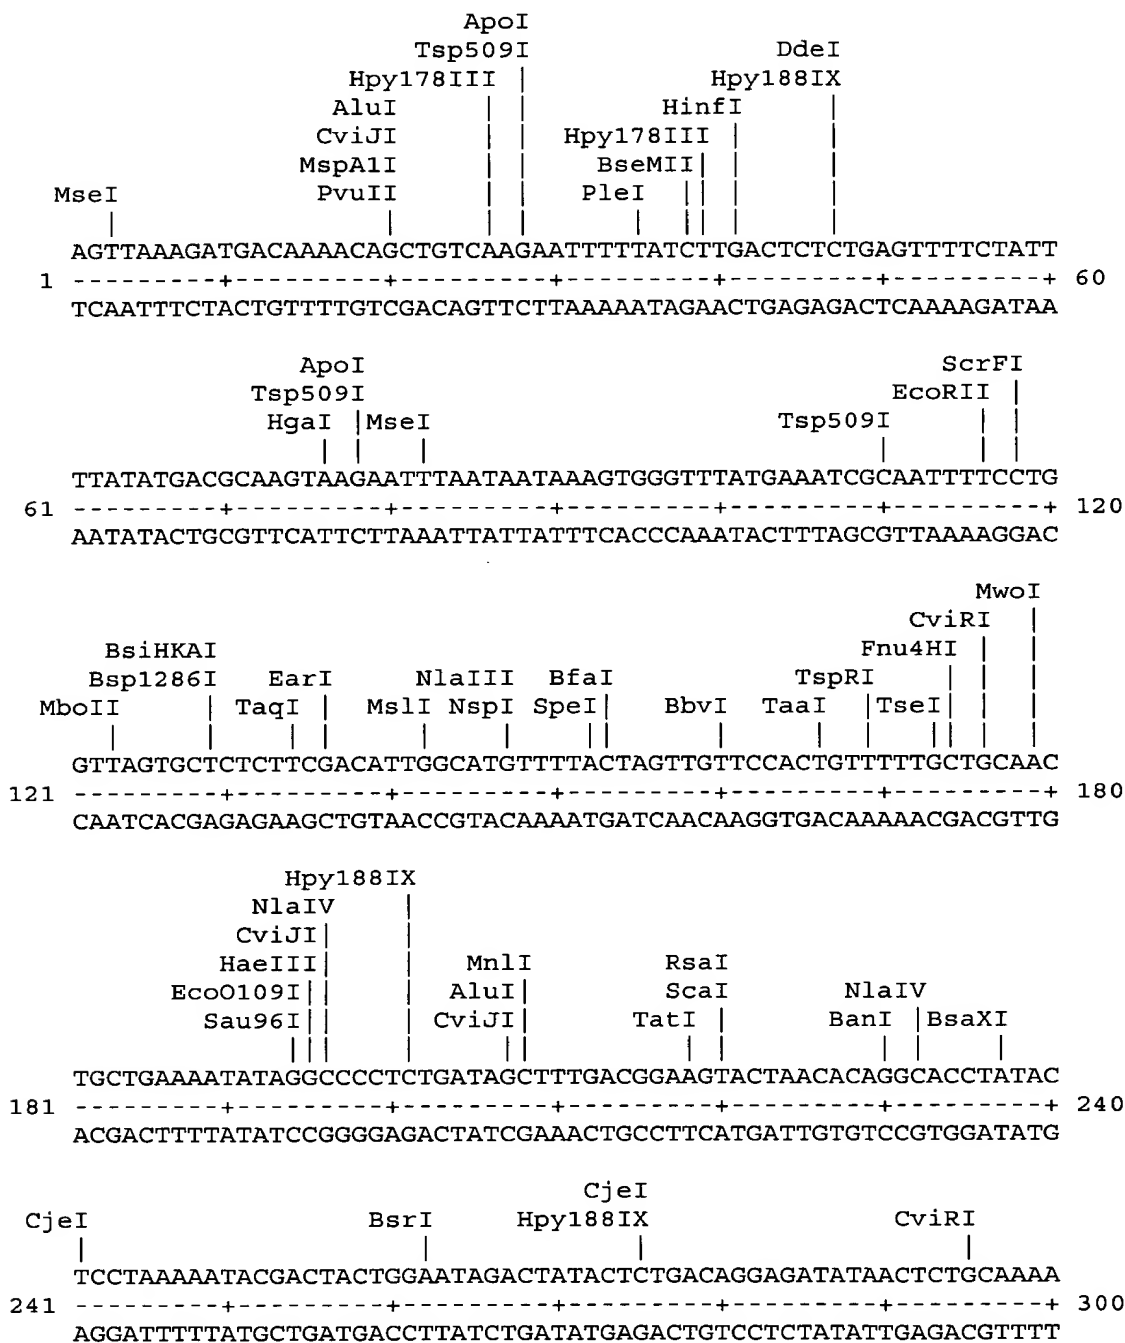 ApoI
Tsp509I DdeI
Hpy178III Hpy188IX
AluI HinfI
CviJI Hpy178III
MspA1I BseMII
MseI PvuII PleI
AGTTAAAGATGACAAAACAGCTGTCAAGAATTTTTATCTTGACTCTCTGAGTTTTCTATT
1 ---------+---------+---------+---------+---------+---------+ 60
TCAATTTCTACTGTTTTGTCGACAGTTCTTAAAAATAGAACTGAGAGACTCAAAAGATAA
ApoI ScrFI
Tsp509I EcoRII
HgaI MseI Tsp509I
TTATATGACGCAAGTAAGAATTTAATAATAAAGTGGGTTTATGAAATCGCAATTTTCCTG
61 ---------+---------+---------+---------+---------+---------+ 120
AATATACTGCGTTCATTCTTAAATTATTATTTCACCCAAATACTTTAGCGTTAAAAGGAC
MwoI
CviRI
BsiHKAI Fnu4HI
Bsp1286I EarI NlaIII BfaI TspRI
MboII TaqI MslI NspI SpeI BbvI TaaI TseI
GTTAGTGCTCTCTTCGACATTGGCATGTTTTACTAGTTGTTCCACTGTTTTTGCTGCAAC
121 ---------+---------+---------+---------+---------+---------+ 180
CAATCACGAGAGAAGCTGTAACCGTACAAAATGATCAACAAGGTGACAAAAACGACGTTG
Hpy188IX
NlaIV
CviJI
HaeIII MnlI RsaI
EcoO109I AluI ScaI NlaIV
Sau96I CviJI TatI BanI BsaXI
TGCTGAAAATATAGGCCCCTCTGATAGCTTTGACGGAAGTACTAACACAGGCACCTATAC
181 ---------+---------+---------+---------+---------+---------+ 240
ACGACTTTTATATCCGGGGAGACTATCGAAACTGCCTTCATGATTGTGTCCGTGGATATG
CjeI
CjeI BsrI Hpy188IX CviRI
TCCTAAAAATACGACTACTGGAATAGACTATACTCTGACAGGAGATATAACTCTGCAAAA
241 ---------+---------+---------+---------+---------+---------+ 300
AGGATTTTTATGCTGATGACCTTATCTGATATGAGACTGTCCTCTATATTGAGACGTTTT